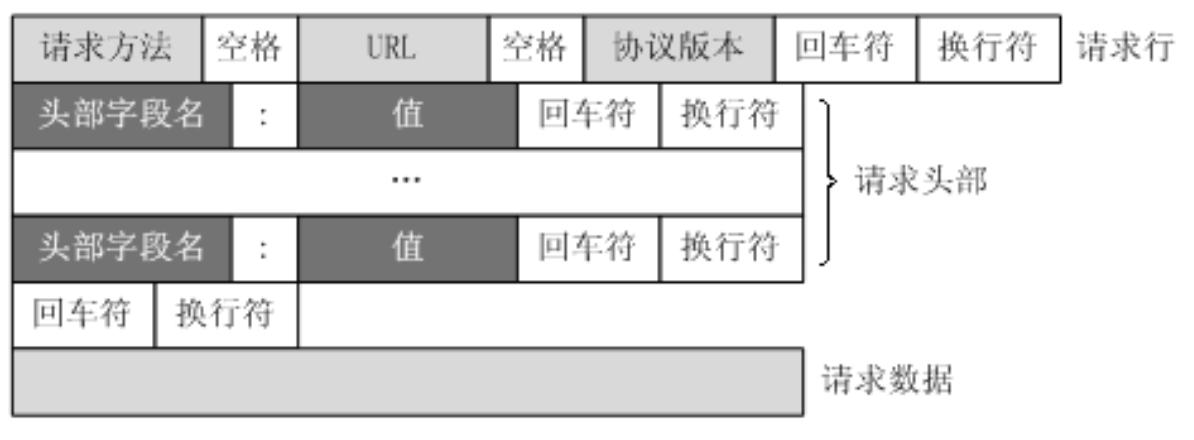 请求方法 空格 URL 空格 协议版本 回车符 换行符 请求行
头部字段名 : 值 回车符 换行符
… 请求头部
头部字段名 : 值 回车符 换行符
回车符 换行符
请求数据